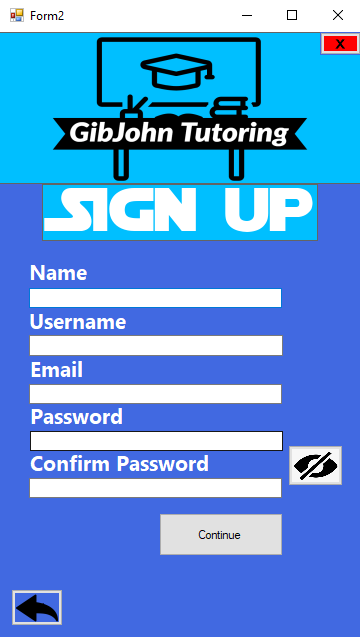 Form2
X
GibJohn Tutoring
SIGN UP
Name
Username
Email
Password
Confirm Password
Continue